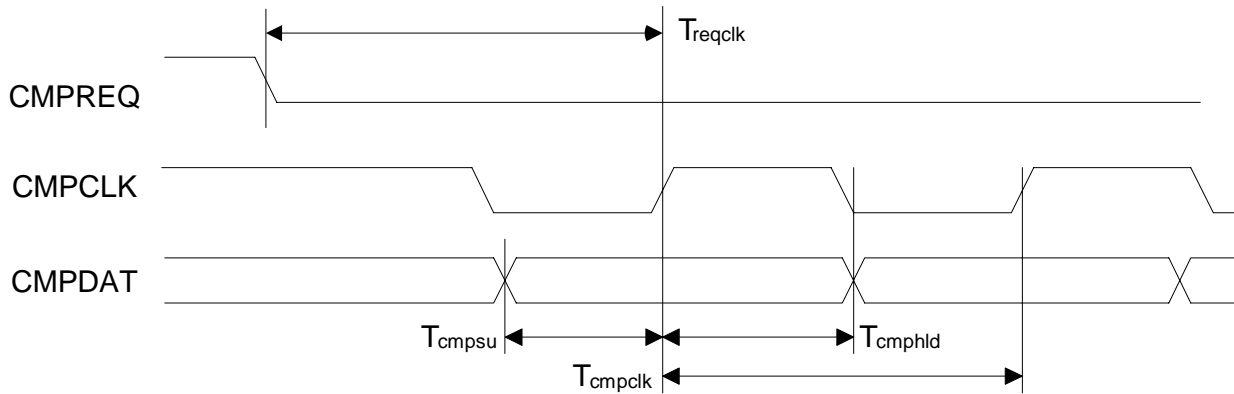 Treqclk
CMPREQ
CMPCLK
CMPDAT
Tcmpsu
Tcmphld
Tcmpclk